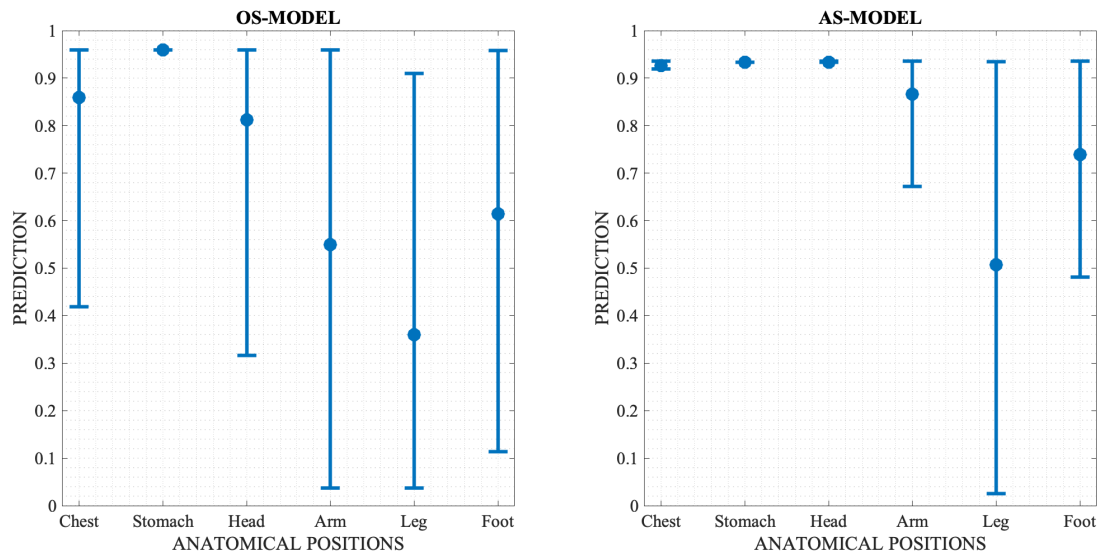 OS-MODEL
PREDICTION
1
0.9
0.8
0.7
0.6
0.5
0.4
0.3
0.2
0.1
0
Chest Stomach Head Arm Leg Foot
ANATOMICAL POSITIONS
AS-MODEL
PREDICTION
1
0.9
0.8
0.7
0.6
0.5
0.4
0.3
0.2
0.1
0
Chest Stomach Head Arm Leg Foot
ANATOMICAL POSITIONS